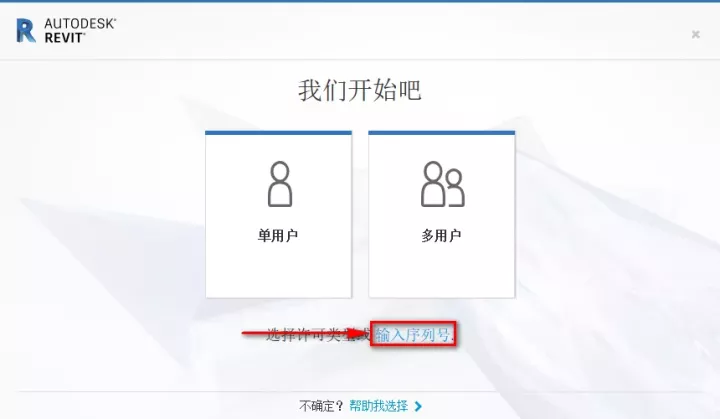 AUTODESK®
REVIT®
我们开始吧
单用户
多用户
选择许可类型或 输入序列号.
不确定？ 帮助我选择